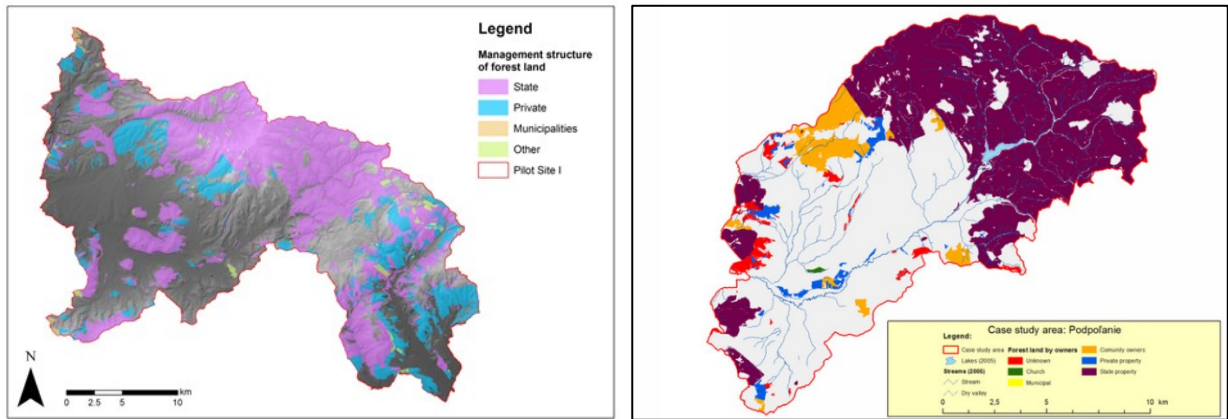 Legend
Management structure
of forest land
State
Private
Municipalities
Other
Pilot Site I
N
0 2.5 5 10
km
Case study area: Podpoľanie
Legend:
Case study area
Lakes (2005)
Streams (2005)
Stream
Dry valley
Forest land by owners
Unknown
Church
Municipal
Comunity owners
Private property
State property
0 2,5 5 10 km